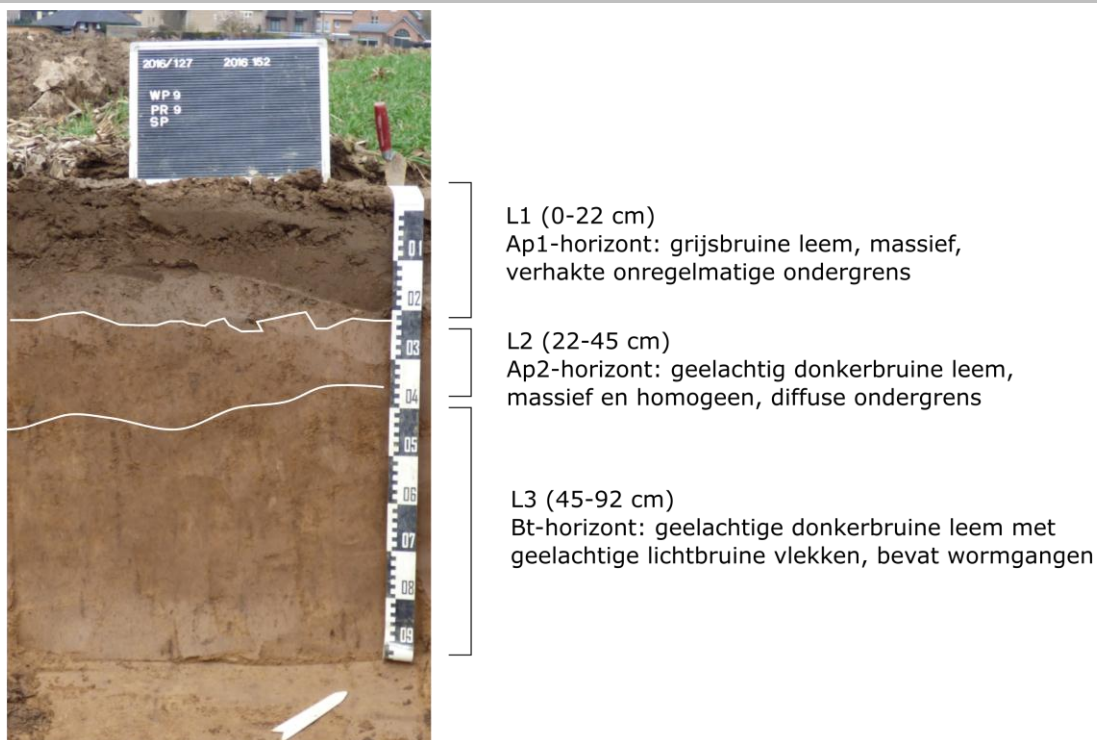 2016/127 2016 152
WP 9
PR 9
SP
01
02
03
04
05
06
07
08
09
L1 (0-22 cm)
Ap1-horizont: grijsbruine leem, massief,
verhakte onregelmatige ondergrens
L2 (22-45 cm)
Ap2-horizont: geelachtig donkerbruine leem,
massief en homogeen, diffuse ondergrens
L3 (45-92 cm)
Bt-horizont: geelachtige donkerbruine leem met
geelachtige lichtbruine vlekken, bevat wormgangen